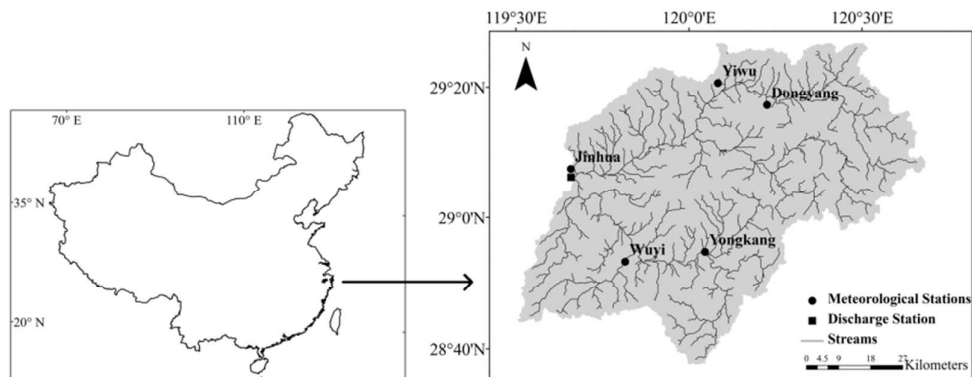 119°30'E 120°0'E 120°30'E
N
29°20'N
29°0'N
28°40'N
Yiwu
Dongyang
Jinhua
Wuyi
Yongkang
Meteorological Stations
Discharge Station
Streams
0 4.5 9 18 27
Kilometers
70° E 110° E
35° N
20° N
110° E